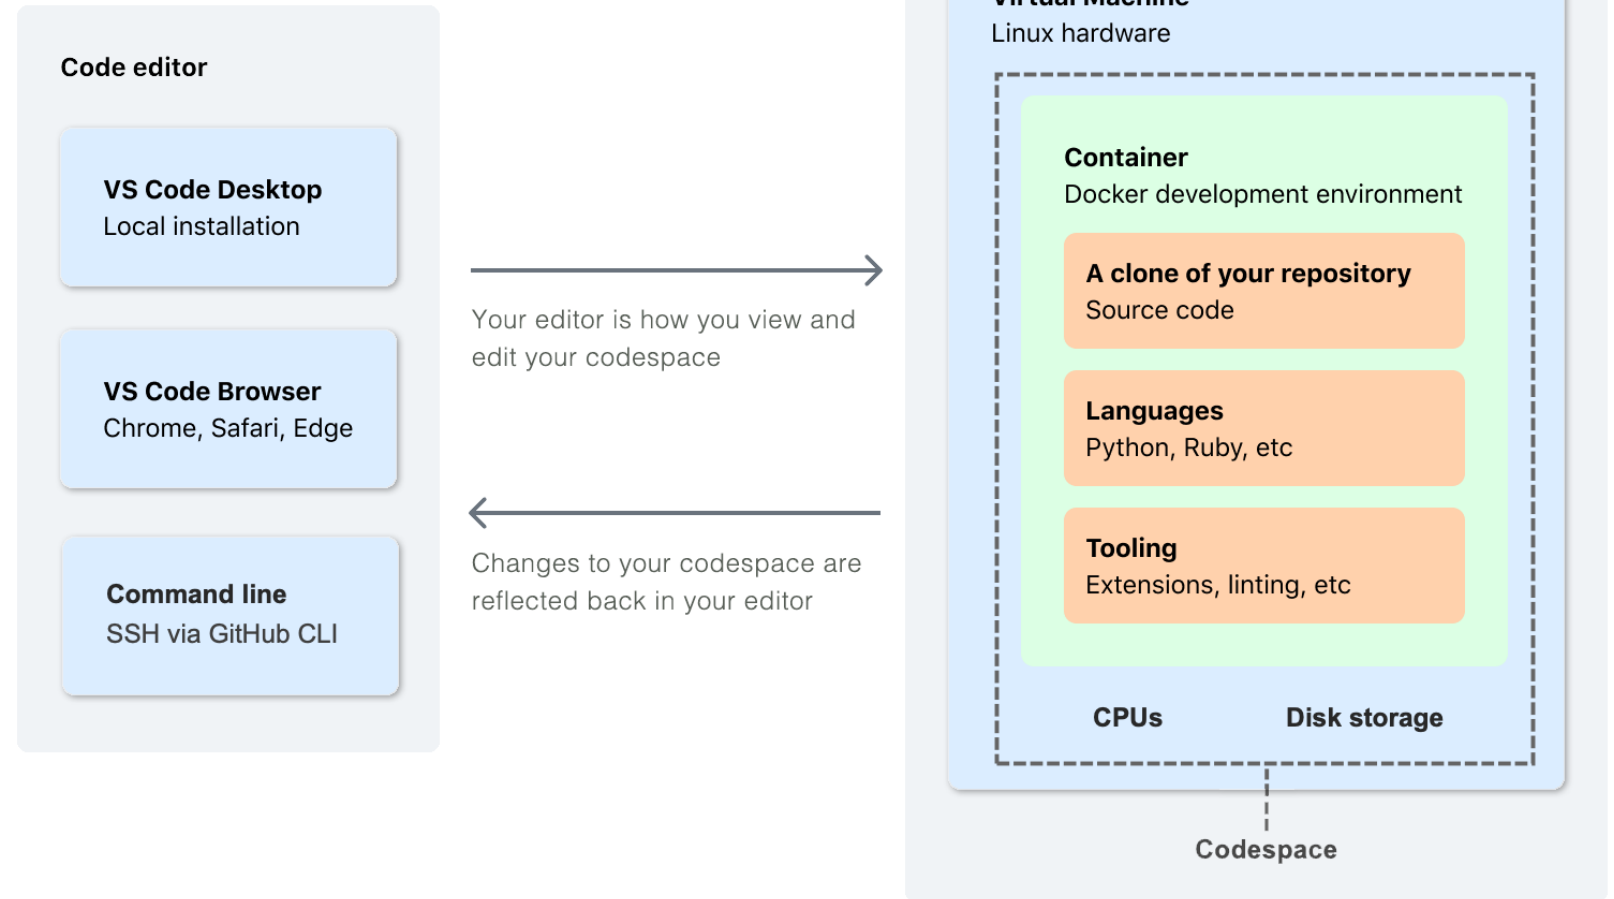 Code editor
VS Code Desktop
Local installation
VS Code Browser
Chrome, Safari, Edge
Command line
SSH via GitHub CLI
Your editor is how you view and
edit your codespace
Changes to your codespace are
reflected back in your editor
Virtual Machine
Linux hardware
Container
Docker development environment
A clone of your repository
Source code
Languages
Python, Ruby, etc
Tooling
Extensions, linting, etc
CPUs
Disk storage
Codespace